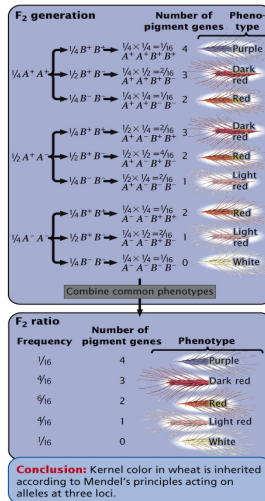 F₂ generation
Number of pigment genes
Pheno-type
¼ A⁺ A⁺
¼ B⁺ B⁺
¼ × ¼ = 1/16
A⁺ A⁺ B⁺ B⁺
4
Purple
½ B⁺ B⁻
¼ × ½ = 2/16
A⁺ A⁺ B⁺ B⁻
3
Dark red
¼ B⁻ B⁻
¼ × ¼ = 1/16
A⁺ A⁺ B⁻ B⁻
2
Red
½ A⁺ A⁻
¼ B⁺ B⁺
½ × ¼ = 2/16
A⁺ A⁻ B⁺ B⁺
3
Dark red
½ B⁺ B⁻
½ × ½ = 4/16
A⁺ A⁻ B⁺ B⁻
2
Red
¼ B⁻ B⁻
½ × ¼ = 2/16
A⁺ A⁻ B⁻ B⁻
1
Light red
¼ A⁻ A⁻
¼ B⁺ B⁺
¼ × ¼ = 1/16
A⁻ A⁻ B⁺ B⁺
2
Red
½ B⁺ B⁻
¼ × ½ = 2/16
A⁻ A⁻ B⁺ B⁻
1
Light red
¼ B⁻ B⁻
¼ × ¼ = 1/16
A⁻ A⁻ B⁻ B⁻
0
White
Combine common phenotypes
F₂ ratio
Frequency
Number of pigment genes
Phenotype
1/16 4 Purple
4/16 3 Dark red
6/16 2 Red
4/16 1 Light red
1/16 0 White
Conclusion: Kernel color in wheat is inherited
according to Mendel's principles acting on
alleles at three loci.